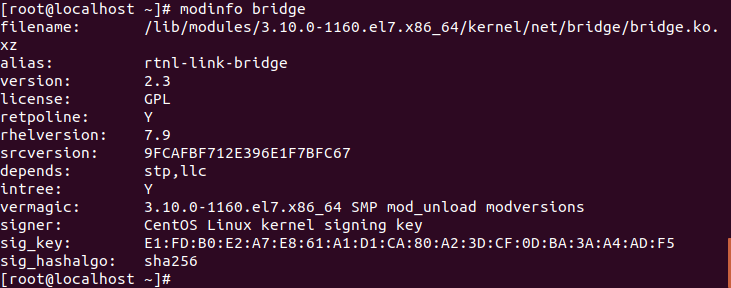 [root@localhost ~]# modinfo bridge
filename:       /lib/modules/3.10.0-1160.el7.x86_64/kernel/net/bridge/bridge.ko.
xz
alias:          rtnl-link-bridge
version:        2.3
license:        GPL
retpoline:      Y
rhelversion:    7.9
srcversion:     9FCAFBF712E396E1F7BFC67
depends:        stp,llc
intree:         Y
vermagic:       3.10.0-1160.el7.x86_64 SMP mod_unload modversions
signer:         CentOS Linux kernel signing key
sig_key:        E1:FD:B0:E2:A7:E8:61:A1:D1:CA:80:A2:3D:CF:0D:BA:3A:A4:AD:F5
sig_hashalgo:   sha256
[root@localhost ~]#